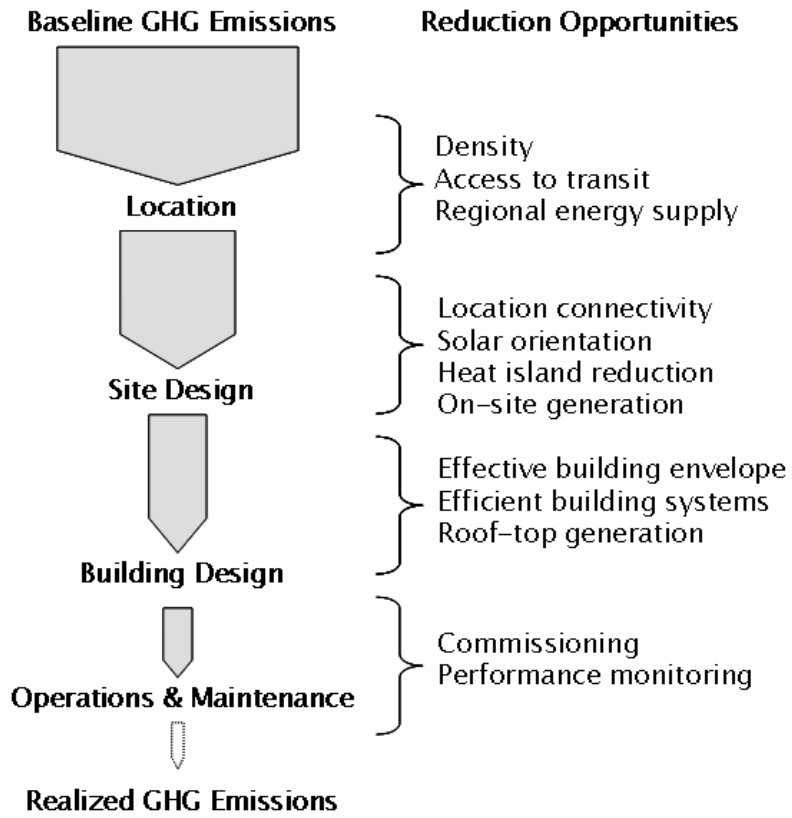 Baseline GHG Emissions
Reduction Opportunities
Density
Access to transit
Regional energy supply
Location
Location connectivity
Solar orientation
Heat island reduction
On-site generation
Site Design
Effective building envelope
Efficient building systems
Roof-top generation
Building Design
Commissioning
Performance monitoring
Operations & Maintenance
Realized GHG Emissions